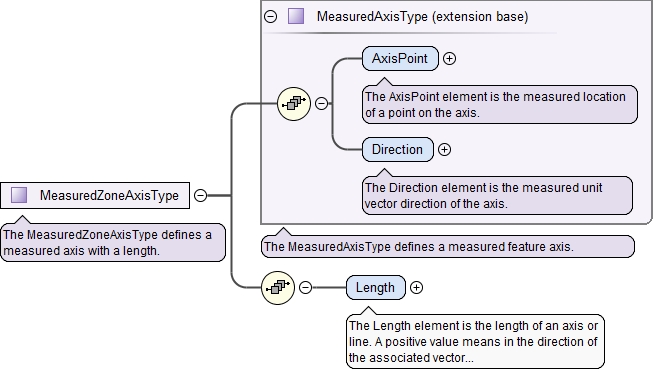 MeasuredAxisType (extension base)
AxisPoint
The AxisPoint element is the measured location
of a point on the axis.
Direction
The Direction element is the measured unit
vector direction of the axis.
MeasuredZoneAxisType
The MeasuredZoneAxisType defines a
measured axis with a length.
The MeasuredAxisType defines a measured feature axis.
Length
The Length element is the length of an axis or
line. A positive value means in the direction of
the associated vector...